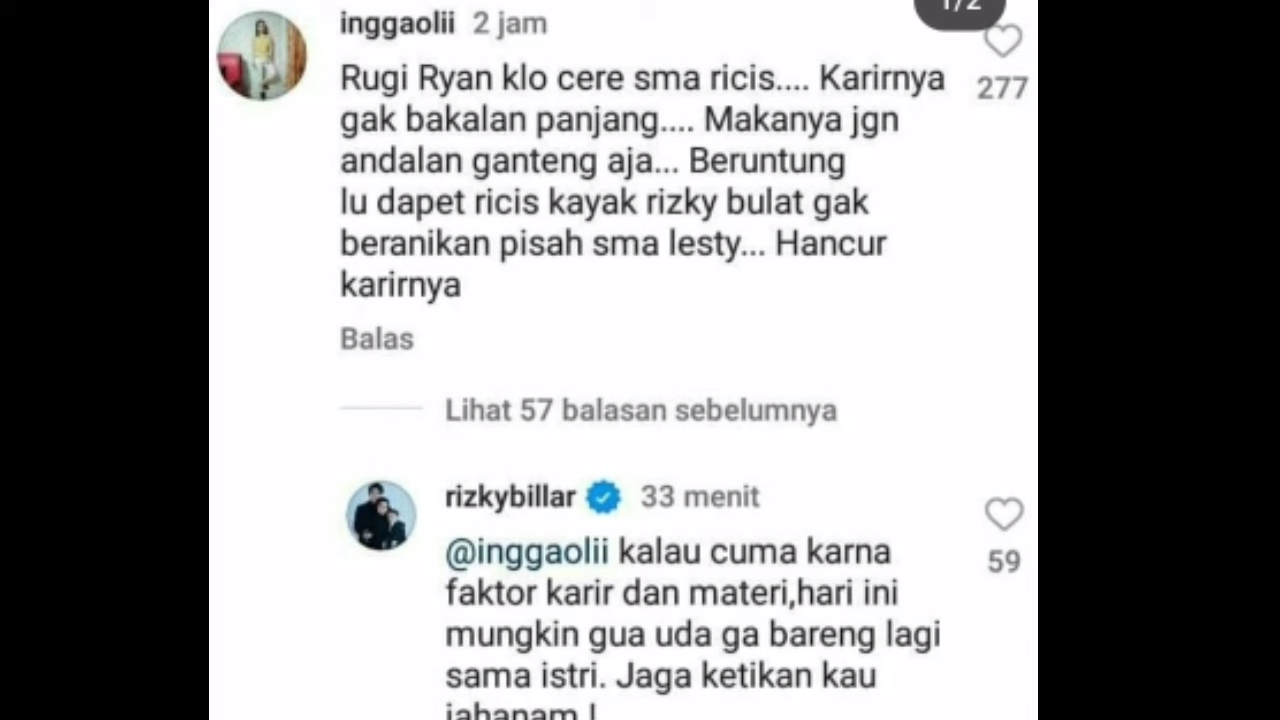 1/2
inggaolii 2 jam
Rugi Ryan klo cere sma ricis.... Karirnya
gak bakalan panjang.... Makanya jgn
andalan ganteng aja... Beruntung
lu dapet ricis kayak rizky bulat gak
beranikan pisah sma lesty... Hancur
karirnya
277
Balas
Lihat 57 balasan sebelumnya
rizkybillar 33 menit
@inggaolii kalau cuma karna
faktor karir dan materi,hari ini
mungkin gua uda ga bareng lagi
sama istri. Jaga ketikan kau
jahanam !
59